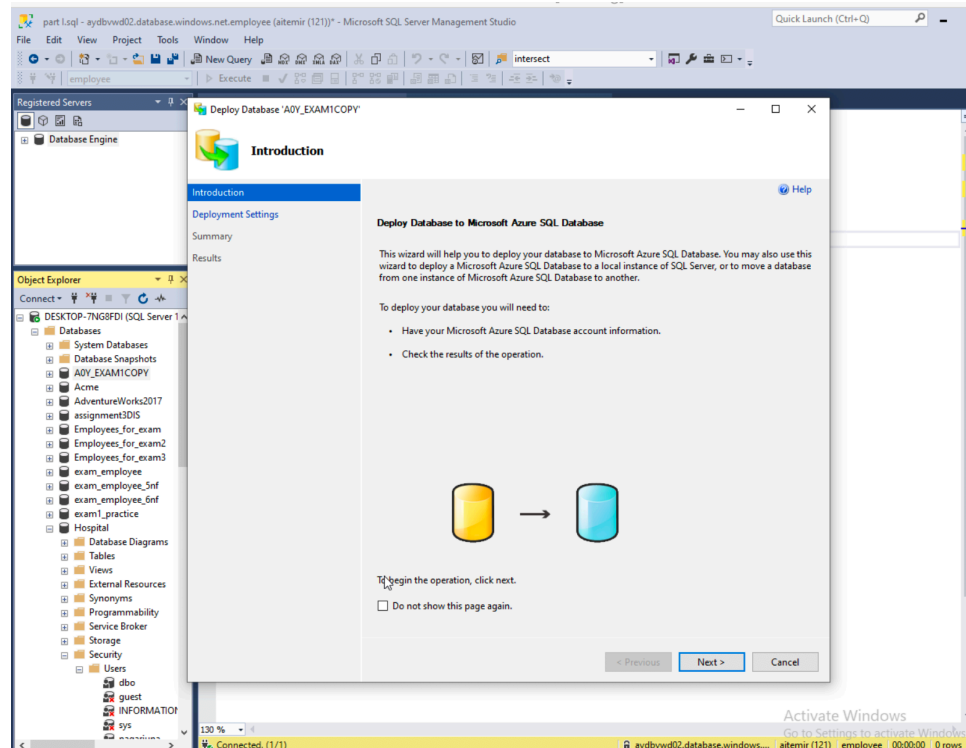 part I.sql - aydbvwd02.database.windows.net.employee (aitemir (121))* - Microsoft SQL Server Management Studio
Quick Launch (Ctrl+Q)
File Edit View Project Tools Window Help
New Query
intersect
employee
Execute
Registered Servers
Database Engine
Object Explorer
Connect
DESKTOP-7NG8FDI (SQL Server 1
Databases
System Databases
Database Snapshots
A0Y_EXAM1COPY
Acme
AdventureWorks2017
assignment3DIS
Employees_for_exam
Employees_for_exam2
Employees_for_exam3
exam_employee
exam_employee_5nf
exam_employee_6nf
exam1_practice
Hospital
Database Diagrams
Tables
Views
External Resources
Synonyms
Programmability
Service Broker
Storage
Security
Users
dbo
guest
INFORMATION
sys
Deploy Database 'A0Y_EXAM1COPY'
Introduction
Introduction
Deployment Settings
Summary
Results
Help
Deploy Database to Microsoft Azure SQL Database
This wizard will help you to deploy your database to Microsoft Azure SQL Database. You may also use this
wizard to deploy a Microsoft Azure SQL Database to a local instance of SQL Server, or to move a database
from one instance of Microsoft Azure SQL Database to another.
To deploy your database you will need to:
• Have your Microsoft Azure SQL Database account information.
• Check the results of the operation.
To begin the operation, click next.
Do not show this page again.
< Previous
Next >
Cancel
Activate Windows
Go to Settings to activate Windows
130 %
Connected. (1/1)
aydbvwd02.database.windows.... aitemir (121) employee 00:00:00 0 rows